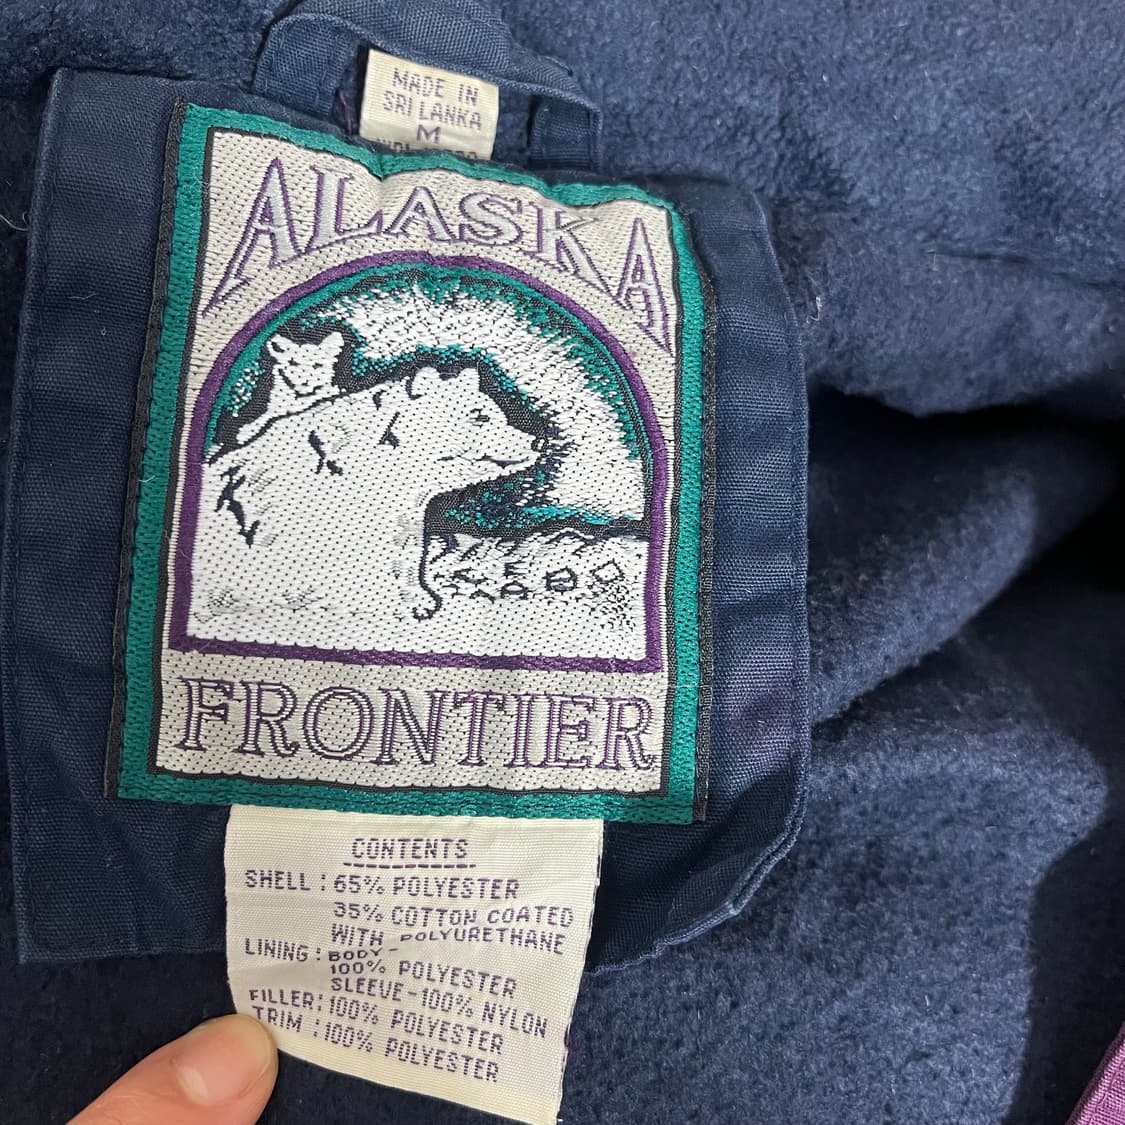 MADE IN
SRI LANKA
M
ALASKA
FRONTIER
CONTENTS
SHELL : 65% POLYESTER
35% COTTON COATED
WITH POLYURETHANE
LINING : BODY-
100% POLYESTER
SLEEVE-100% NYLON
FILLER: 100% POLYESTER
TRIM : 100% POLYESTER